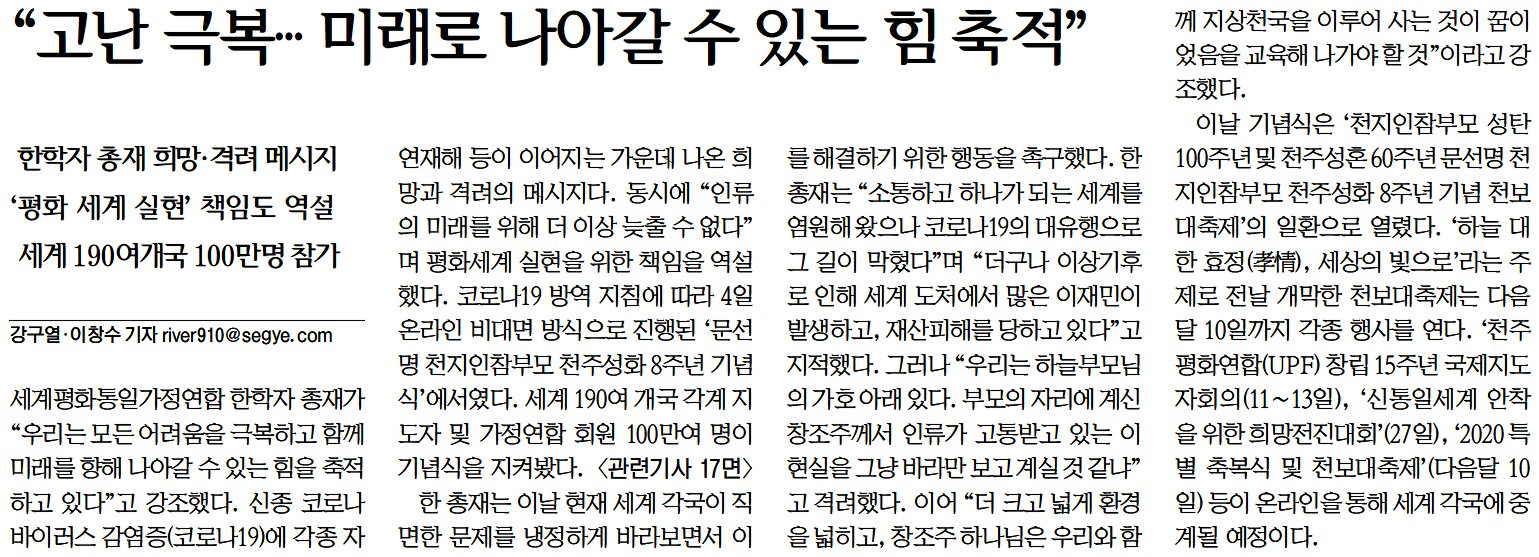 “고난 극복… 미래로 나아갈 수 있는 힘 축적”
한학자 총재 희망·격려 메시지
‘평화 세계 실현’ 책임도 역설
세계 190여개국 100만명 참가
강구열·이창수 기자 river910@segye.com
세계평화통일가정연합 한학자 총재가
“우리는 모든 어려움을 극복하고 함께
미래를 향해 나아갈 수 있는 힘을 축적
하고 있다”고 강조했다. 신종 코로나
바이러스 감염증(코로나19)에 각종 자
연재해 등이 이어지는 가운데 나온 희
망과 격려의 메시지다. 동시에 “인류
의 미래를 위해 더 이상 늦출 수 없다”
며 평화세계 실현을 위한 책임을 역설
했다. 코로나19 방역 지침에 따라 4일
온라인 비대면 방식으로 진행된 ‘문선
명 천지인참부모 천주성화 8주년 기념
식’에서였다. 세계 190여 개국 각계 지
도자 및 가정연합 회원 100만여 명이
기념식을 지켜봤다. 〈관련기사 17면〉
한 총재는 이날 현재 세계 각국이 직
면한 문제를 냉정하게 바라보면서 이
를 해결하기 위한 행동을 촉구했다. 한
총재는 “소통하고 하나가 되는 세계를
염원해 왔으나 코로나19의 대유행으로
그 길이 막혔다”며 “더구나 이상기후
로 인해 세계 도처에서 많은 이재민이
발생하고, 재산피해를 당하고 있다”고
지적했다. 그러나 “우리는 하늘부모님
의 가호 아래 있다. 부모의 자리에 계신
창조주께서 인류가 고통받고 있는 이
현실을 그냥 바라만 보고 계실 것 같냐”
고 격려했다. 이어 “더 크고 넓게 환경
을 넓히고, 창조주 하나님은 우리와 함
께 지상천국을 이루어 사는 것이 꿈이
었음을 교육해 나가야 할 것”이라고 강
조했다.
이날 기념식은 ‘천지인참부모 성탄
100주년 및 천주성혼 60주년 문선명 천
지인참부모 천주성화 8주년 기념 천보
대축제’의 일환으로 열렸다. ‘하늘 대
한 효정(孝情), 세상의 빛으로’라는 주
제로 전날 개막한 천보대축제는 다음
달 10일까지 각종 행사를 연다. ‘천주
평화연합(UPF) 창립 15주년 국제지도
자회의(11∼13일), ‘신통일세계 안착
을 위한 희망전진대회’(27일), ‘2020 특
별 축복식 및 천보대축제’(다음달 10
일) 등이 온라인을 통해 세계 각국에 중
계될 예정이다.